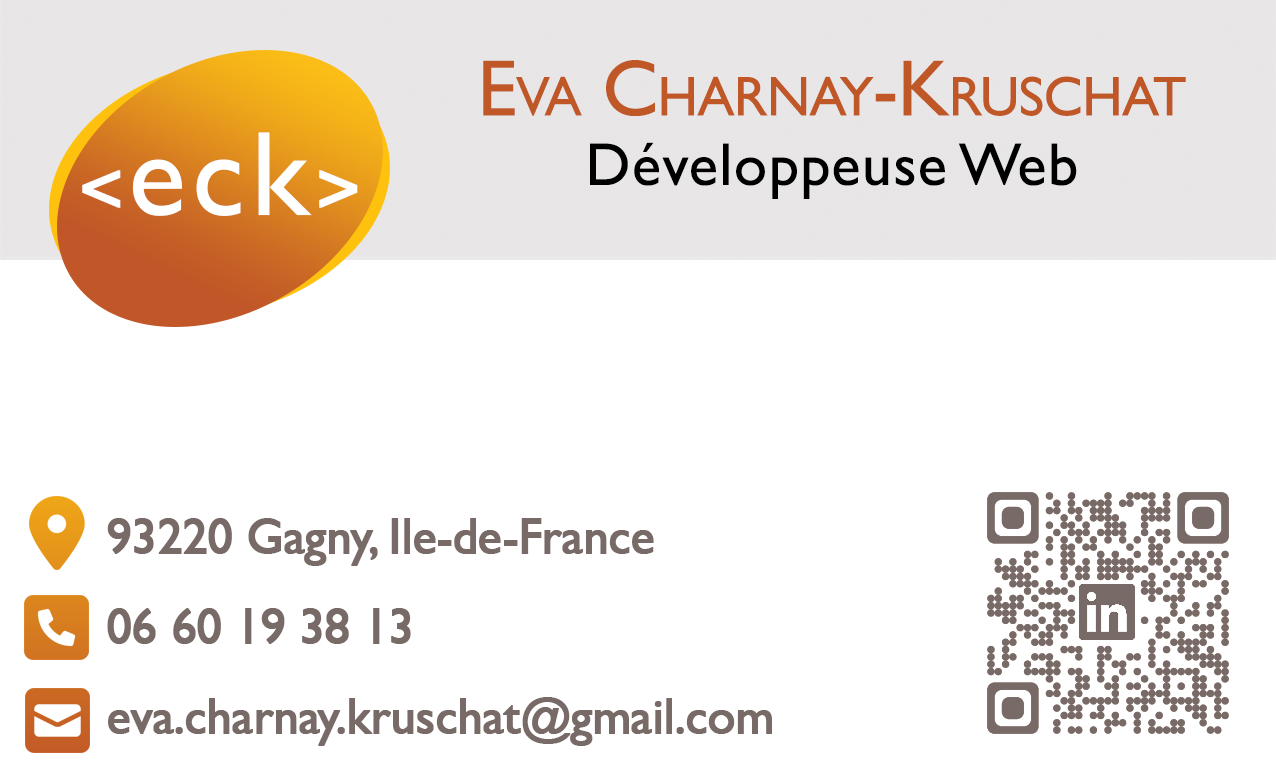 <eck>
Eva Charnay-Kruschat
Développeuse Web
93220 Gagny, Ile-de-France
06 60 19 38 13
eva.charnay.kruschat@gmail.com
in